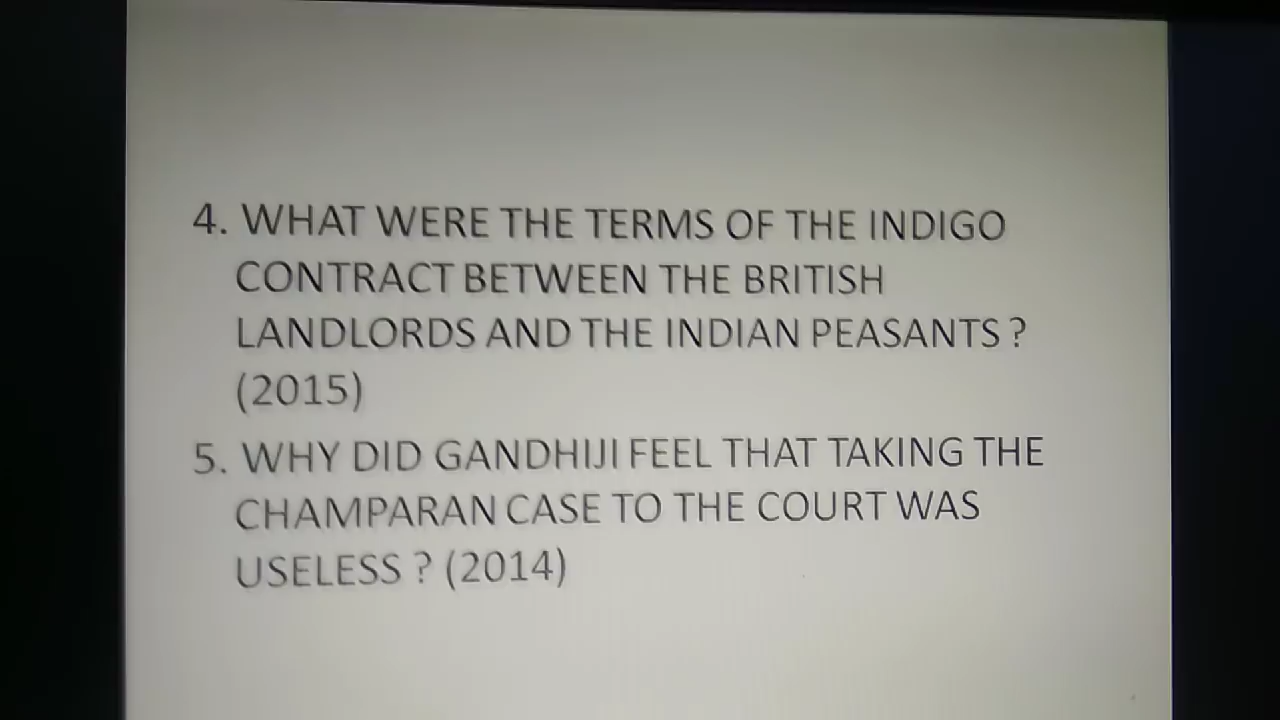 4. WHAT WERE THE TERMS OF THE INDIGO
CONTRACT BETWEEN THE BRITISH
LANDLORDS AND THE INDIAN PEASANTS ?
(2015)
5. WHY DID GANDHIJI FEEL THAT TAKING THE
CHAMPARAN CASE TO THE COURT WAS
USELESS ? (2014)